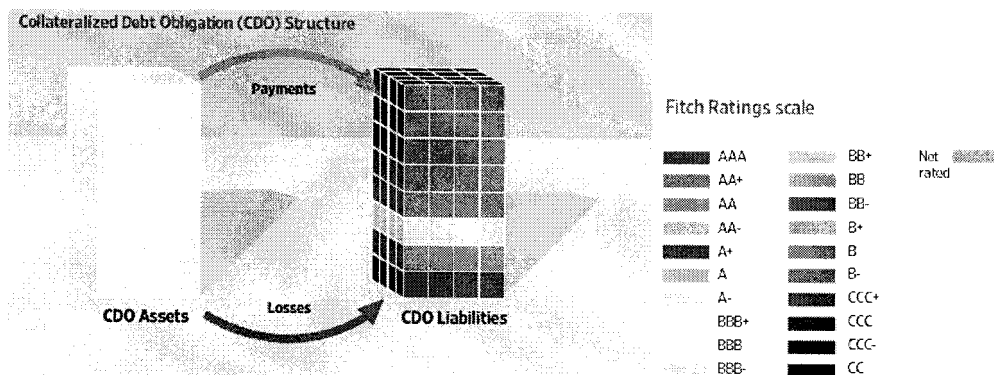 Collateralized Debt Obligation (CDO) Structure
Payments
Losses
CDO Assets
CDO Liabilities
Fitch Ratings scale
AAA
AA+
AA
AA-
A+
A
A-
BBB+
BBB
BBB-
BB+
BB
BB-
B+
B
B-
CCC+
CCC
CCC-
CC
Not
rated